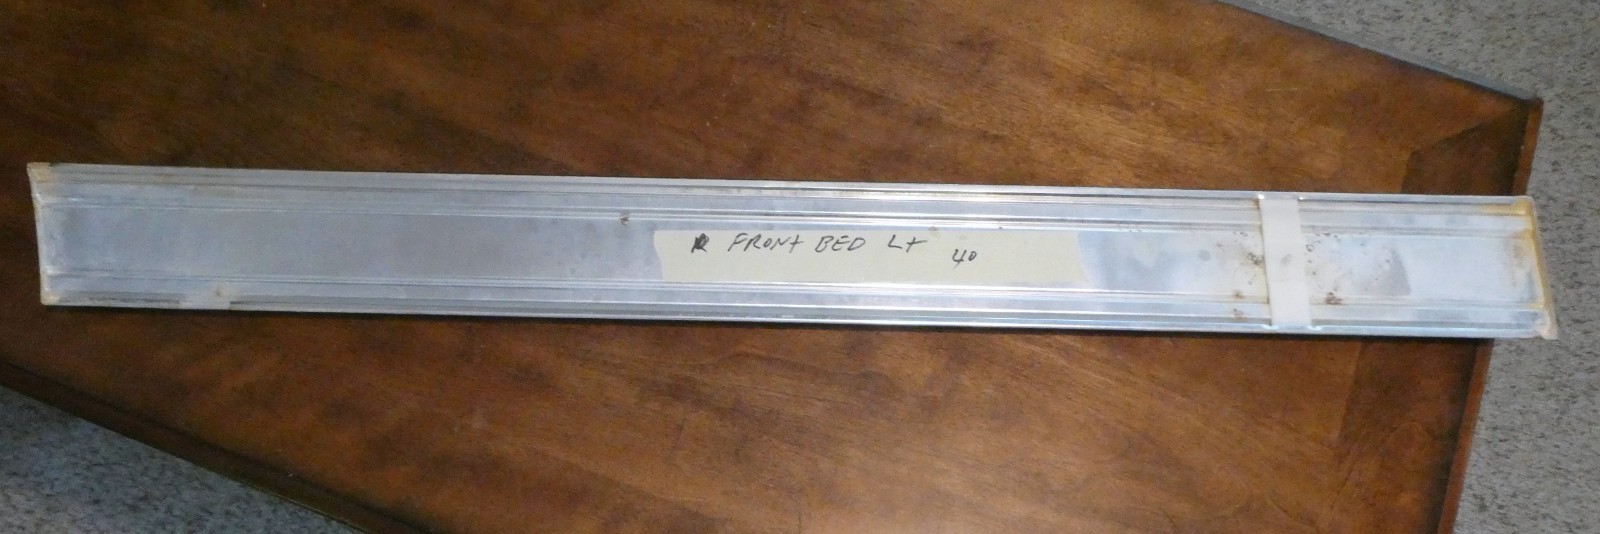 R FRONT BED Lt 40